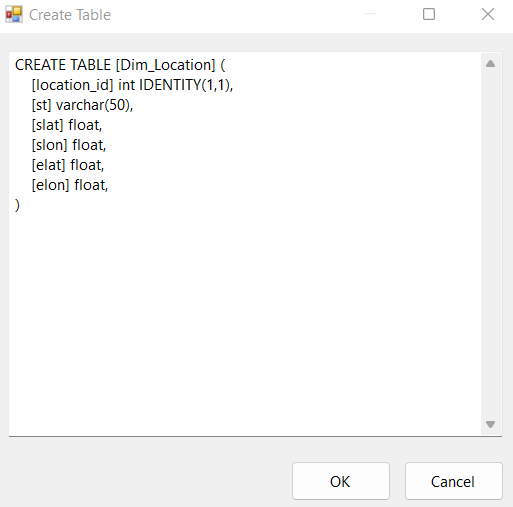 Create Table
CREATE TABLE [Dim_Location] (
    [location_id] int IDENTITY(1,1),
    [st] varchar(50),
    [slat] float,
    [slon] float,
    [elat] float,
    [elon] float,
)
OK
Cancel